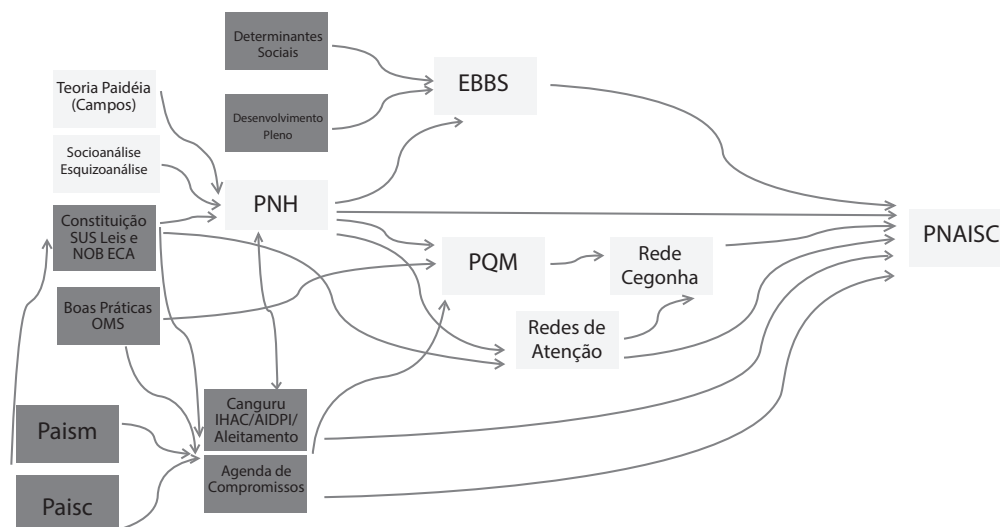 Determinantes
Sociais
EBBS
Teoria Paidéia
(Campos)
Desenvolvimento
Pleno
Socioanálise
Esquizoanálise
PNH
Constituição
SUS Leis e
NOB ECA
PNAISC
PQM
Rede
Cegonha
Boas Práticas
OMS
Redes de
Atenção
Canguru
IHAC/AIDPI/
Aleitamento
Paism
Agenda de
Compromissos
Paisc